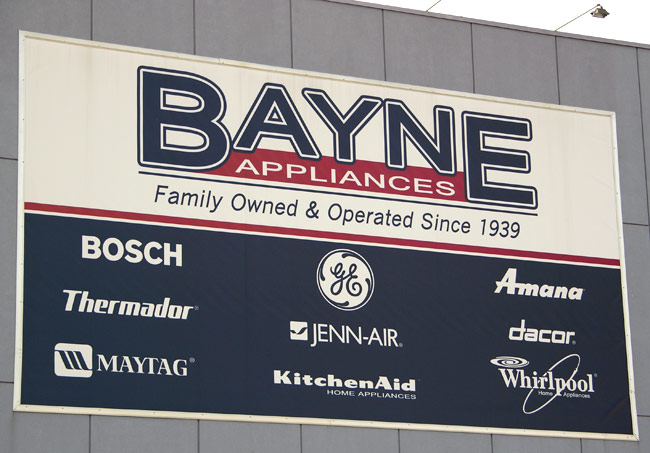 BAYNE
APPLIANCES
Family Owned & Operated Since 1939
BOSCH
Thermador®
MAYTAG®
GE
JENN-AIR®
KitchenAid
HOME APPLIANCES
Amana®
dacor®
Whirlpool®
Home Appliances